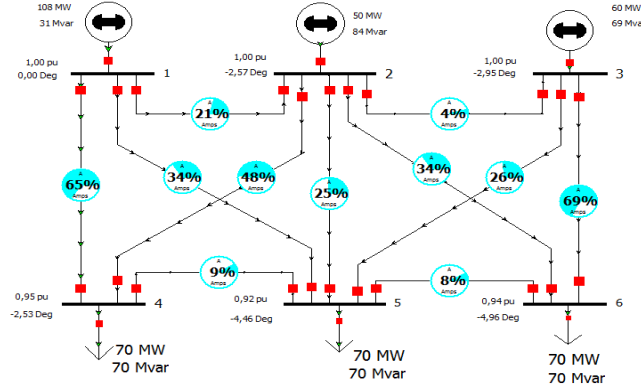 108 MW
31 Mvar
50 MW
84 Mvar
60 MW
69 Mvar
1,00 pu
0,00 Deg
1
1,00 pu
-2,57 Deg
2
1,00 pu
-2,95 Deg
3
A
21%
Amps
A
4%
Amps
A
65%
Amps
A
34%
Amps
A
48%
Amps
A
25%
Amps
A
34%
Amps
A
26%
Amps
A
69%
Amps
A
9%
Amps
A
8%
Amps
0,95 pu
-2,53 Deg
4
0,92 pu
-4,46 Deg
5
0,94 pu
-4,96 Deg
6
70 MW
70 Mvar
70 MW
70 Mvar
70 MW
70 Mvar